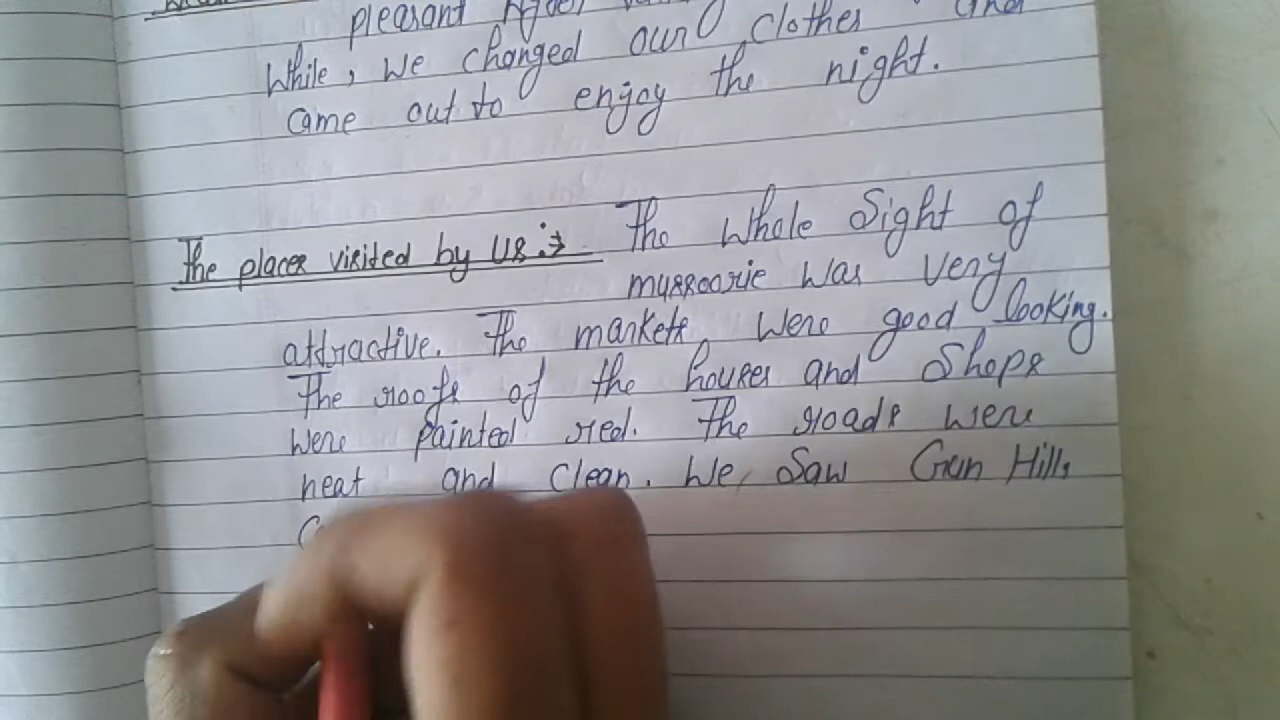 pleasant
while, we changed our clothes and
came out to enjoy the night.
The places visited by us :→ The whole Sight of
mussoorie was very
attractive. The markets were good looking.
The roofs of the houses and Shops
were painted red. The roads were
neat and clean. We saw Gun Hill,